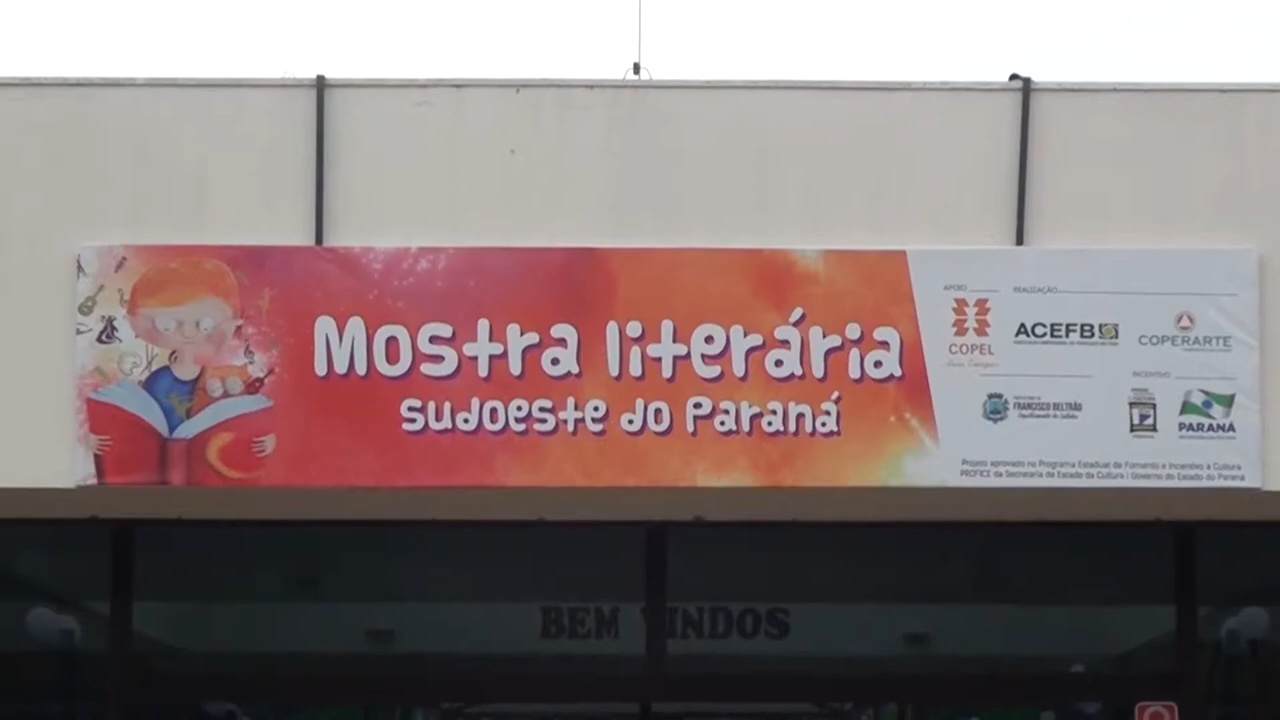 Mostra literária
sudoeste do Paraná
APOIO
REALIZAÇÃO
COPEL
ACEFB
COPERARTE
INCENTIVO
FRANCISCO BELTRÃO
PARANÁ
Projeto aprovado no Programa Estadual de Fomento e Incentivo à Cultura
PROFICE da Secretaria de Estado da Cultura | Governo do Estado do Paraná
BEM VINDOS